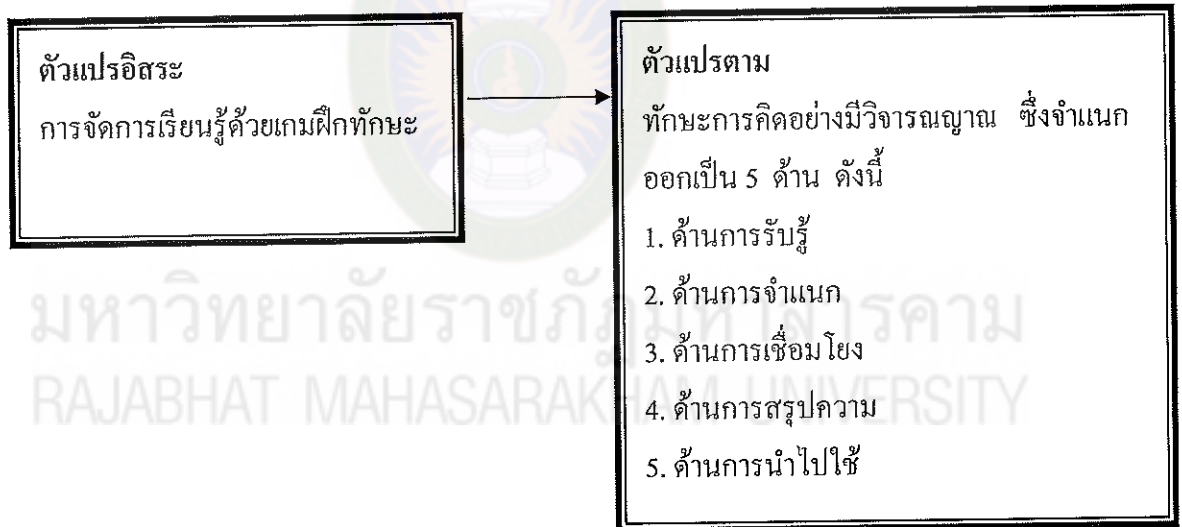 ตัวแปรอิสระ
การจัดการเรียนรู้ด้วยเกมฝึกทักษะ
ตัวแปรตาม
ทักษะการคิดอย่างมีวิจารณญาณ ซึ่งจำแนก
ออกเป็น 5 ด้าน ดังนี้
1. ด้านการรับรู้
2. ด้านการจำแนก
3. ด้านการเชื่อมโยง
4. ด้านการสรุปความ
5. ด้านการนำไปใช้
มหาวิทยาลัยราชภัฏมหาสารคาม
RAJABHAT MAHASARAKHAM UNIVERSITY